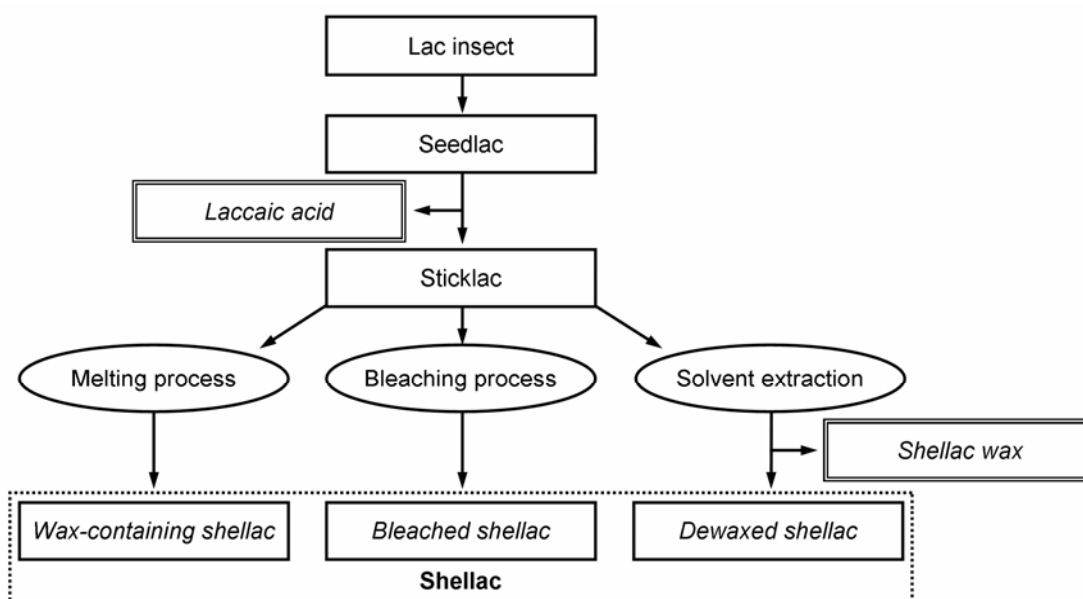 Lac insect
Seedlac
Laccaic acid
Sticklac
Melting process
Bleaching process
Solvent extraction
Shellac wax
Wax-containing shellac
Bleached shellac
Dewaxed shellac
Shellac